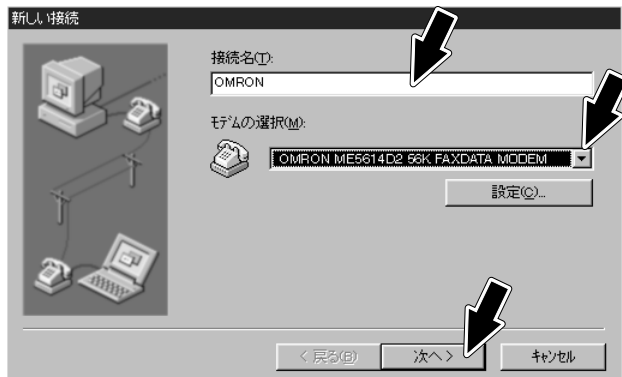 新しい接続
接続名(T):
OMRON
モデムの選択(M):
OMRON ME5614D2 56K FAXDATA MODEM
設定(C)...
< 戻る(B)
次へ >
キャンセル